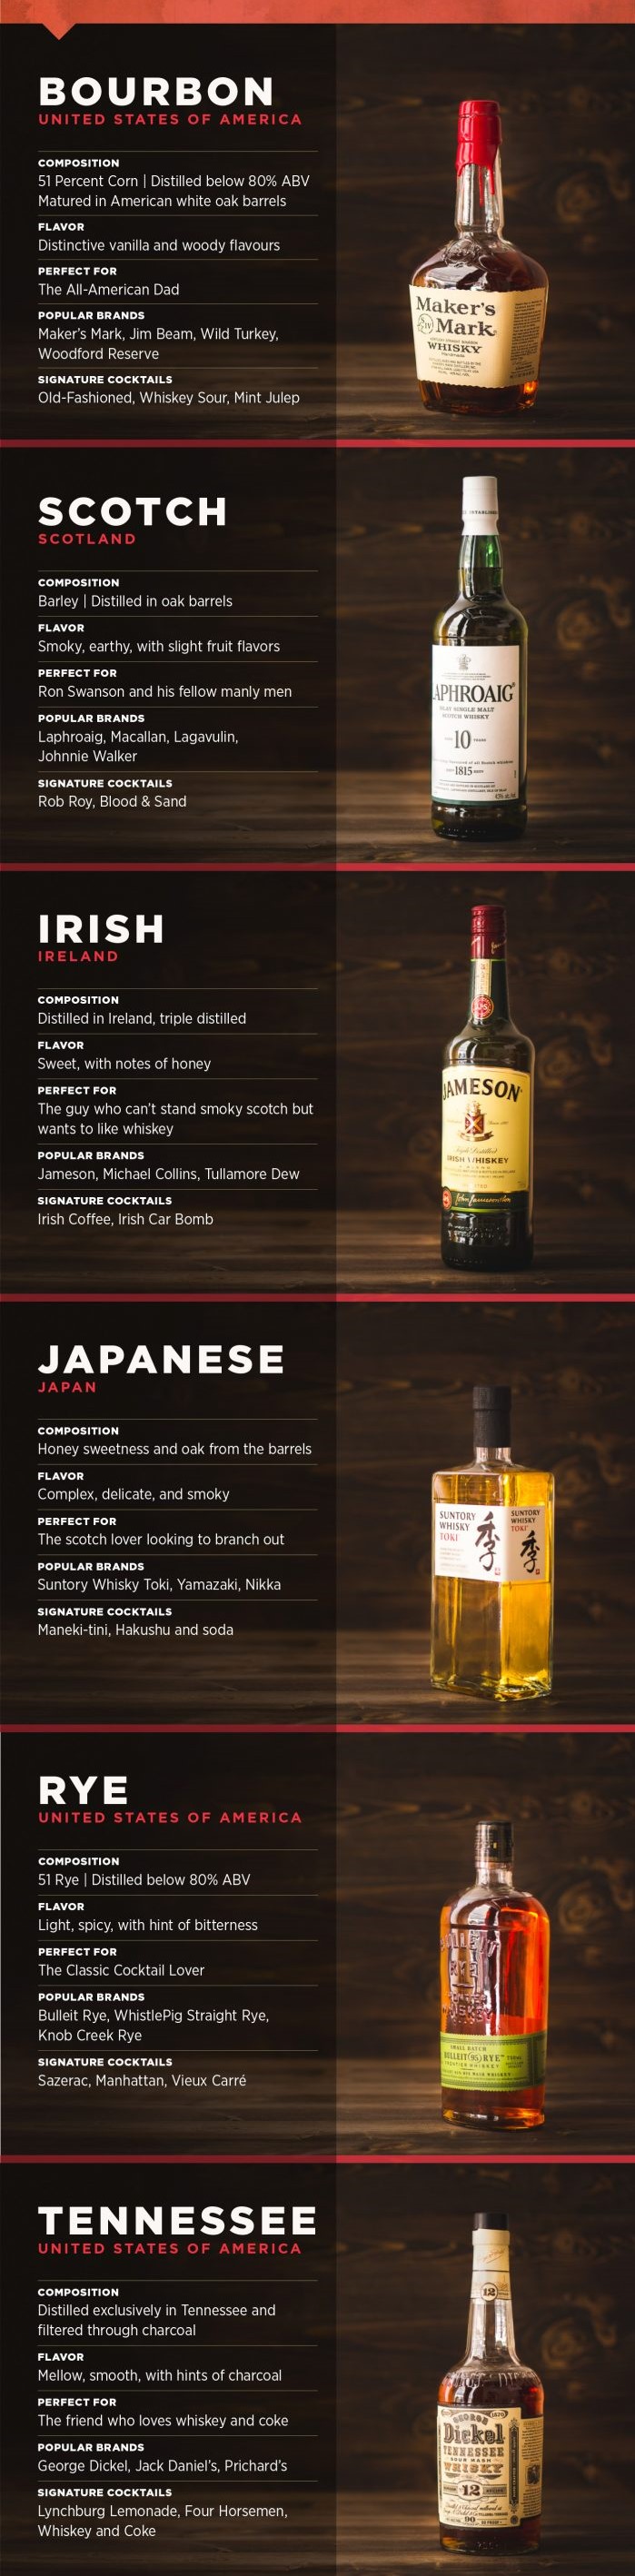 BOURBON
UNITED STATES OF AMERICA
COMPOSITION
51 Percent Corn | Distilled below 80% ABV
Matured in American white oak barrels
FLAVOR
Distinctive vanilla and woody flavours
PERFECT FOR
The All-American Dad
POPULAR BRANDS
Maker's Mark, Jim Beam, Wild Turkey,
Woodford Reserve
SIGNATURE COCKTAILS
Old-Fashioned, Whiskey Sour, Mint Julep
Maker's
Mark
WHISKY
SCOTCH
SCOTLAND
COMPOSITION
Barley | Distilled in oak barrels
FLAVOR
Smoky, earthy, with slight fruit flavors
PERFECT FOR
Ron Swanson and his fellow manly men
POPULAR BRANDS
Laphroaig, Macallan, Lagavulin,
Johnnie Walker
SIGNATURE COCKTAILS
Rob Roy, Blood & Sand
APHROAIG
ISLAY SINGLE MALT
SCOTCH WHISKY
10 YEARS
1815
IRISH
IRELAND
COMPOSITION
Distilled in Ireland, triple distilled
FLAVOR
Sweet, with notes of honey
PERFECT FOR
The guy who can't stand smoky scotch but
wants to like whiskey
POPULAR BRANDS
Jameson, Michael Collins, Tullamore Dew
SIGNATURE COCKTAILS
Irish Coffee, Irish Car Bomb
JAMESON
IRISH WHISKEY
John Jameson
JAPANESE
JAPAN
COMPOSITION
Honey sweetness and oak from the barrels
FLAVOR
Complex, delicate, and smoky
PERFECT FOR
The scotch lover looking to branch out
POPULAR BRANDS
Suntory Whisky Toki, Yamazaki, Nikka
SIGNATURE COCKTAILS
Maneki-tini, Hakushu and soda
SUNTORY
WHISKY
TOKI
季
SUNTORY
WHISKY
TOKI
季
RYE
UNITED STATES OF AMERICA
COMPOSITION
51 Rye | Distilled below 80% ABV
FLAVOR
Light, spicy, with hint of bitterness
PERFECT FOR
The Classic Cocktail Lover
POPULAR BRANDS
Bulleit Rye, WhistlePig Straight Rye,
Knob Creek Rye
SIGNATURE COCKTAILS
Sazerac, Manhattan, Vieux Carré
SMALL BATCH
BULLEIT 95 RYE
FRONTIER WHISKEY
TENNESSEE
UNITED STATES OF AMERICA
COMPOSITION
Distilled exclusively in Tennessee and
filtered through charcoal
FLAVOR
Mellow, smooth, with hints of charcoal
PERFECT FOR
The friend who loves whiskey and coke
POPULAR BRANDS
George Dickel, Jack Daniel's, Prichard's
SIGNATURE COCKTAILS
Lynchburg Lemonade, Four Horsemen,
Whiskey and Coke
12
GEORGE
Dickel
TENNESSEE
SOUR MASH
WHISKY
12
90